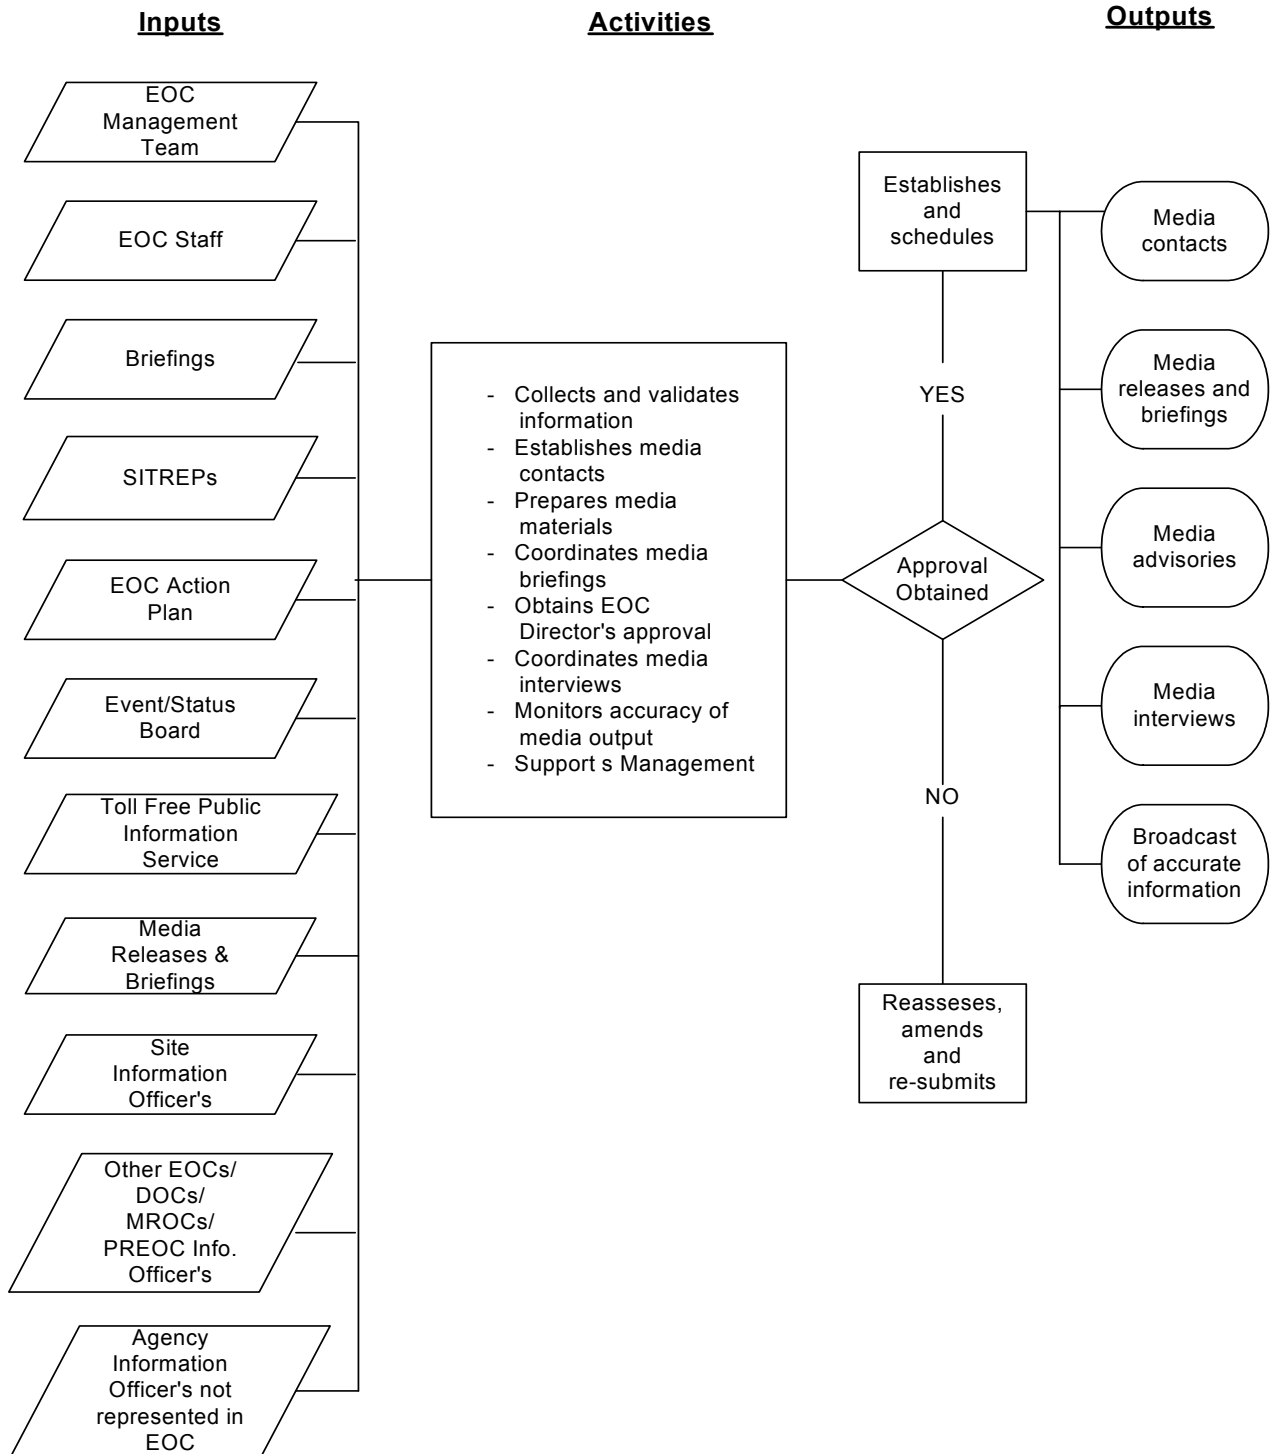 Inputs
Activities
Outputs
EOC
Management
Team
EOC Staff
Briefings
SITREPs
EOC Action
Plan
Event/Status
Board
Toll Free Public
Information
Service
Media
Releases &
Briefings
Site
Information
Officer's
Other EOCs/
DOCs/
MROCs/
PREOC Info.
Officer's
Agency
Information
Officer's not
represented in
EOC
- Collects and validates
information
- Establishes media
contacts
- Prepares media
materials
- Coordinates media
briefings
- Obtains EOC
Director's approval
- Coordinates media
interviews
- Monitors accuracy of
media output
- Support s Management
Establishes
and
schedules
YES
Approval
Obtained
NO
Reasseses,
amends
and
re-submits
Media
contacts
Media
releases and
briefings
Media
advisories
Media
interviews
Broadcast
of accurate
information